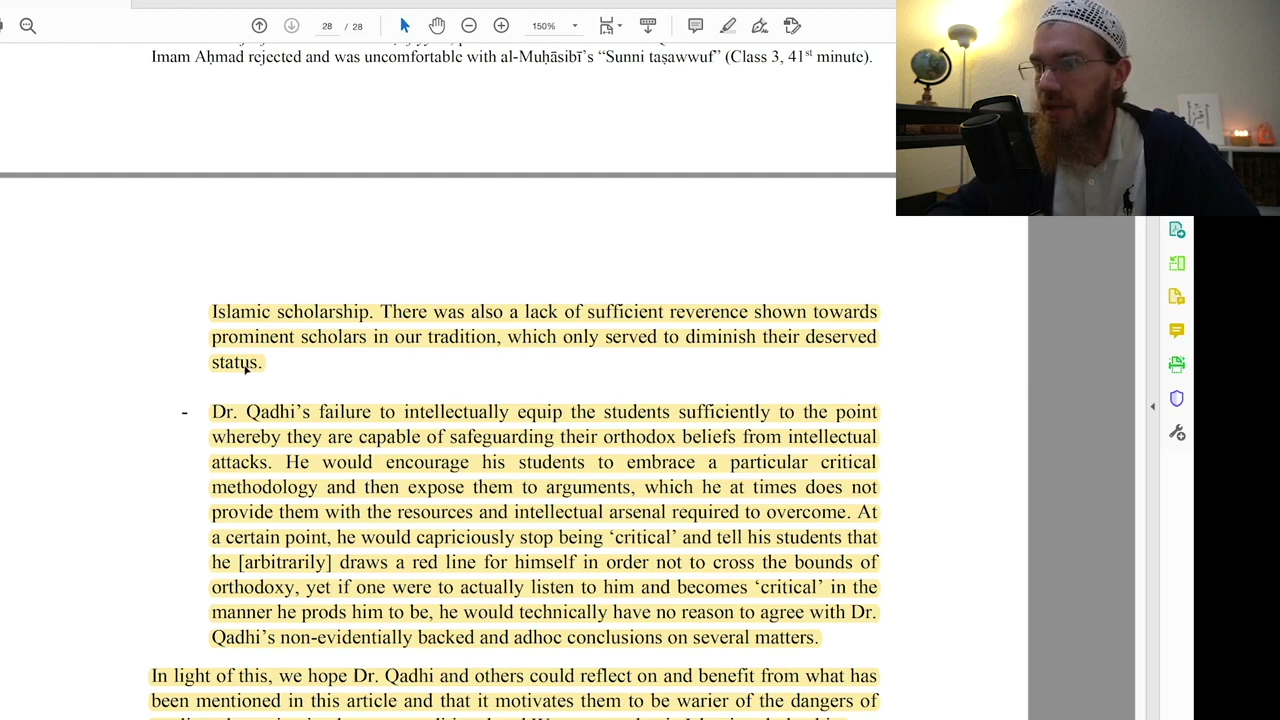 28 / 28
150%
Imam Aḥmad rejected and was uncomfortable with al-Muḥāsibī’s “Sunni taṣawwuf” (Class 3, 41st minute).
Islamic scholarship. There was also a lack of sufficient reverence shown towards
prominent scholars in our tradition, which only served to diminish their deserved
status.
- Dr. Qadhi’s failure to intellectually equip the students sufficiently to the point
whereby they are capable of safeguarding their orthodox beliefs from intellectual
attacks. He would encourage his students to embrace a particular critical
methodology and then expose them to arguments, which he at times does not
provide them with the resources and intellectual arsenal required to overcome. At
a certain point, he would capriciously stop being ‘critical’ and tell his students that
he [arbitrarily] draws a red line for himself in order not to cross the bounds of
orthodoxy, yet if one were to actually listen to him and becomes ‘critical’ in the
manner he prods him to be, he would technically have no reason to agree with Dr.
Qadhi’s non-evidentially backed and adhoc conclusions on several matters.
In light of this, we hope Dr. Qadhi and others could reflect on and benefit from what has
been mentioned in this article and that it motivates them to be warier of the dangers of